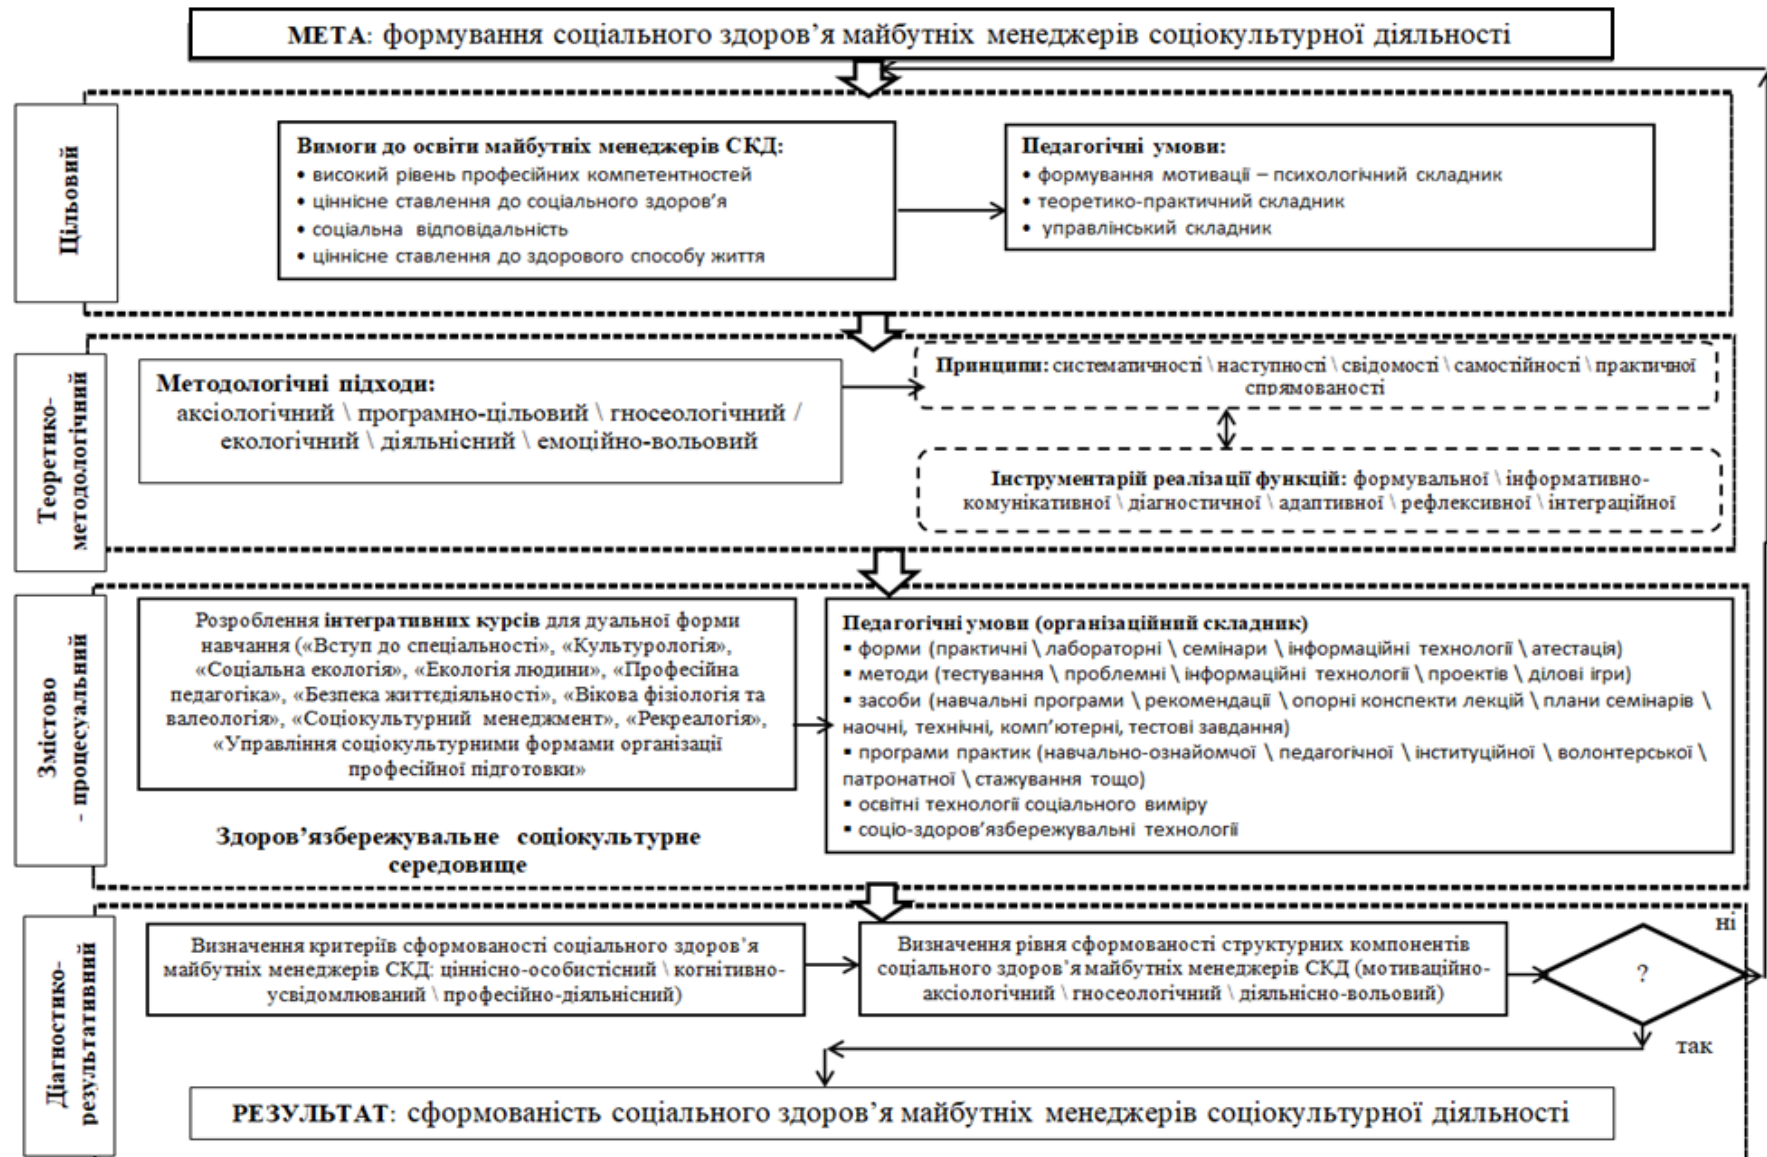 МЕТА: формування соціального здоров’я майбутніх менеджерів соціокультурної діяльності
Цільовий
Вимоги до освіти майбутніх менеджерів СКД:
• високий рівень професійних компетентностей
• ціннісне ставлення до соціального здоров’я
• соціальна відповідальність
• ціннісне ставлення до здорового способу життя
Педагогічні умови:
• формування мотивації – психологічний складник
• теоретико-практичний складник
• управлінський складник
Теоретико-
методологічний
Методологічні підходи:
аксіологічний \ програмно-цільовий \ гносеологічний /
екологічний \ діяльнісний \ емоційно-вольовий
Принципи: систематичності \ наступності \ свідомості \ самостійності \ практичної
спрямованості
Інструментарій реалізації функцій: формувальної \ інформативно-
комунікативної \ діагностичної \ адаптивної \ рефлексивної \ інтеграційної
Змістово
- процесуальний
Розроблення інтегративних курсів для дуальної форми
навчання («Вступ до спеціальності», «Культурологія»,
«Соціальна екологія», «Екологія людини», «Професійна
педагогіка», «Безпека життєдіяльності», «Вікова фізіологія та
валеологія», «Соціокультурний менеджмент», «Рекреалогія»,
«Управління соціокультурними формами організації
професійної підготовки»
Здоров’язбережувальне соціокультурне
середовище
Педагогічні умови (організаційний складник)
▪ форми (практичні \ лабораторні \ семінари \ інформаційні технології \ атестація)
▪ методи (тестування \ проблемні \ інформаційні технології \ проектів \ ділові ігри)
▪ засоби (навчальні програми \ рекомендації \ опорні конспекти лекцій \ плани семінарів \
наочні, технічні, комп’ютерні, тестові завдання)
▪ програми практик (навчально-ознайомчої \ педагогічної \ інституційної \ волонтерської \
патронатної \ стажування тощо)
▪ освітні технології соціального виміру
▪ соціо-здоров’язбережувальні технології
Діагностико-
результативний
Визначення критеріїв сформованості соціального здоров’я
майбутніх менеджерів СКД: ціннісно-особистісний \ когнітивно-
усвідомлюваний \ професійно-діяльнісний)
Визначення рівня сформованості структурних компонентів
соціального здоров’я майбутніх менеджерів СКД (мотиваційно-
аксіологічний \ гносеологічний \ діяльнісно-вольовий)
?
ні
так
РЕЗУЛЬТАТ: сформованість соціального здоров’я майбутніх менеджерів соціокультурної діяльності